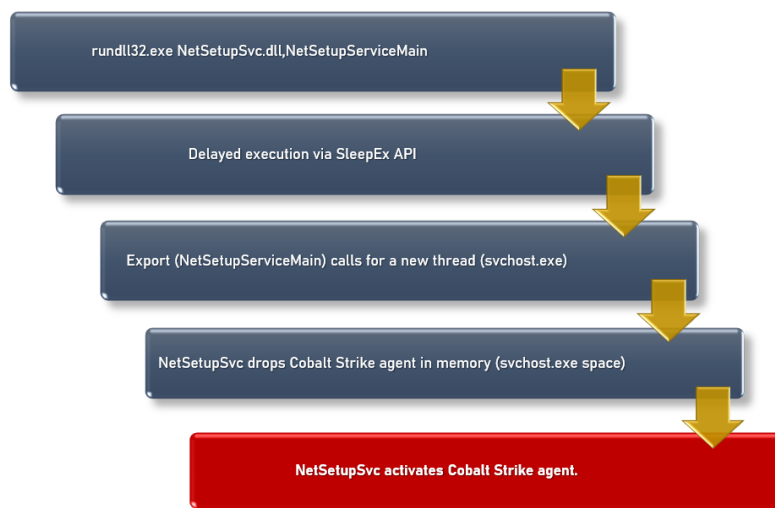 rundll32.exe NetSetupSvc.dll,NetSetupServiceMain
Delayed execution via SleepEx API
Export (NetSetupServiceMain) calls for a new thread (svchost.exe)
NetSetupSvc drops Cobalt Strike agent in memory (svchost.exe space)
NetSetupSvc activates Cobalt Strike agent.